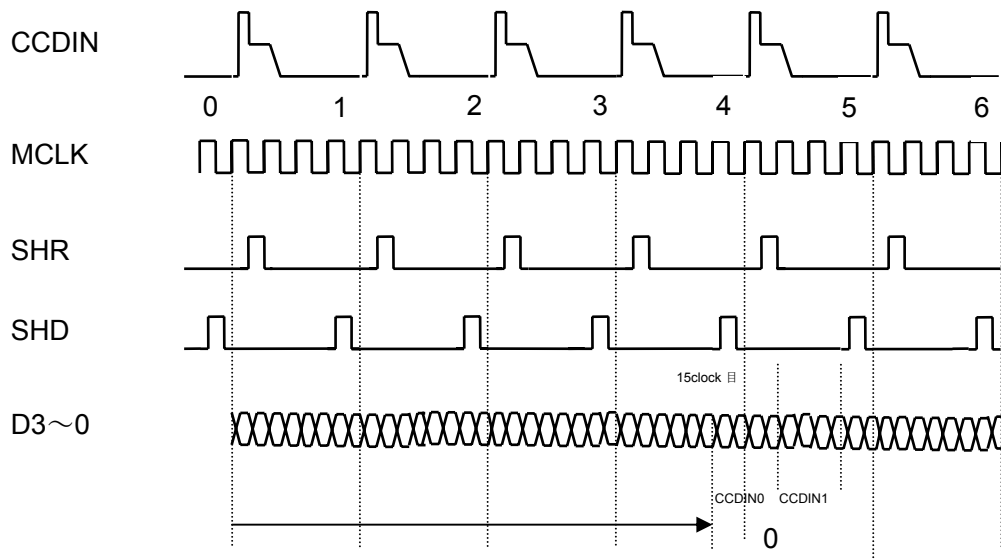 CCDIN
0 1 2 3 4 5 6
MCLK
SHR
SHD
15clock 目
D3～0
CCDIN0 CCDIN1
0